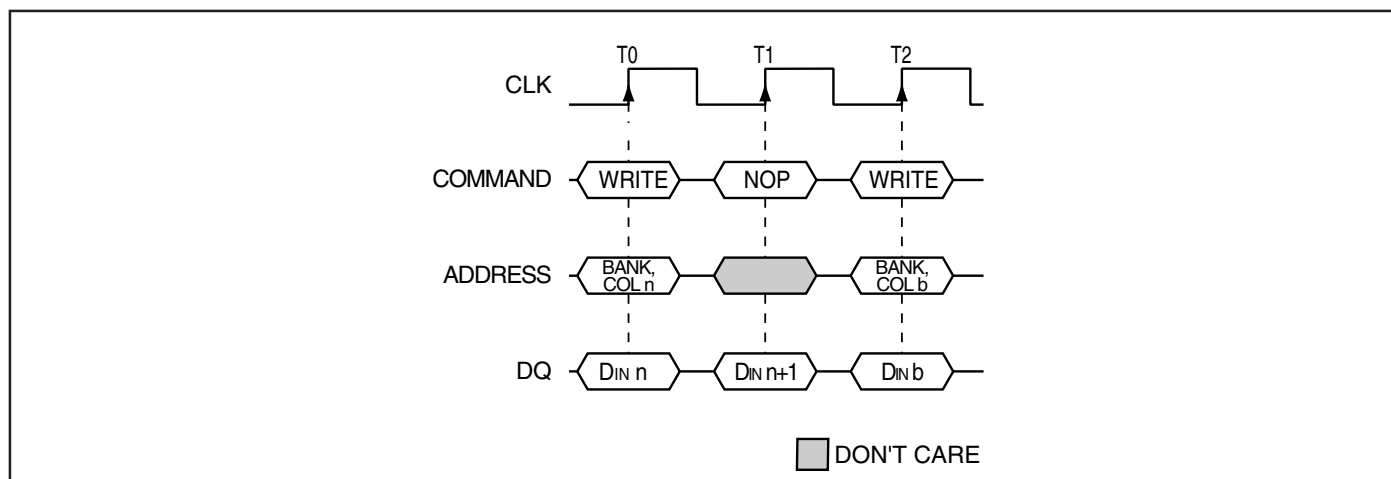 T0 T1 T2
CLK
COMMAND WRITE NOP WRITE
ADDRESS BANK, COL n BANK, COL b
DQ DIN n DIN n+1 DIN b
DON'T CARE